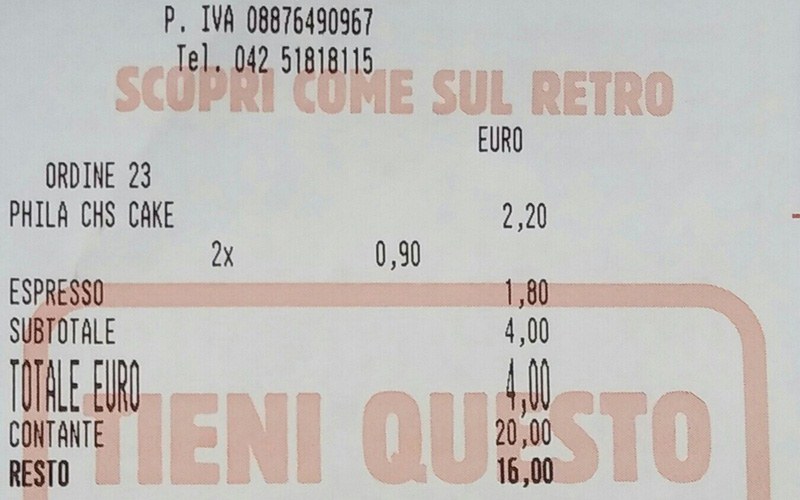 P. IVA 08876490967
Tel. 042 51818115
SCOPRI COME SUL RETRO
EURO
ORDINE 23
PHILA CHS CAKE 2,20
2x 0,90
ESPRESSO 1,80
SUBTOTALE 4,00
TOTALE EURO 4,00
TIENI QUESTO
CONTANTE 20,00
RESTO 16,00